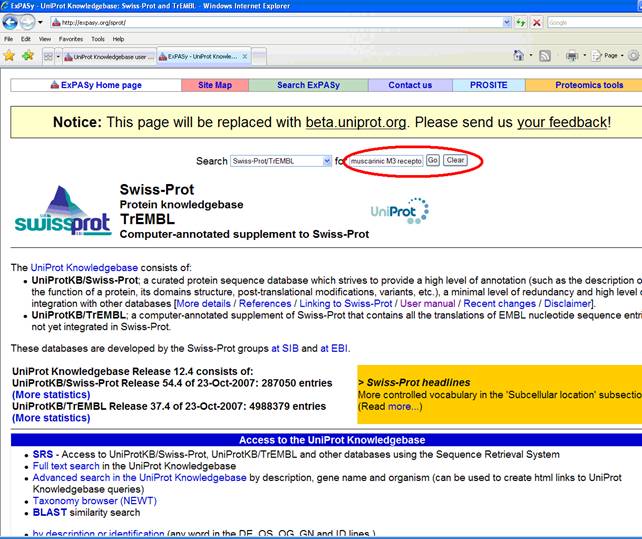 ExPASy - UniProt Knowledgebase: Swiss-Prot and TrEMBL - Windows Internet Explorer
http://expasy.org/sprot/
Google
File Edit View Favorites Tools Help
UniProt Knowledgebase user ... ExPASy - UniProt Knowle... X
Page
ExPASy Home page Site Map Search ExPASy Contact us PROSITE Proteomics tools
Notice: This page will be replaced with beta.uniprot.org. Please send us your feedback!
Search Swiss-Prot/TrEMBL for muscarinic M3 recepto Go Clear
Swiss-Prot
Protein knowledgebase
TrEMBL
Computer-annotated supplement to Swiss-Prot
swissprot
UniProt
The UniProt Knowledgebase consists of:
• UniProtKB/Swiss-Prot; a curated protein sequence database which strives to provide a high level of annotation (such as the description o
the function of a protein, its domains structure, post-translational modifications, variants, etc.), a minimal level of redundancy and high level o
integration with other databases [More details / References / Linking to Swiss-Prot / User manual / Recent changes / Disclaimer].
• UniProtKB/TrEMBL; a computer-annotated supplement of Swiss-Prot that contains all the translations of EMBL nucleotide sequence entri
not yet integrated in Swiss-Prot.
These databases are developed by the Swiss-Prot groups at SIB and at EBI.
UniProt Knowledgebase Release 12.4 consists of:
UniProtKB/Swiss-Prot Release 54.4 of 23-Oct-2007: 287050 entries
(More statistics)
UniProtKB/TrEMBL Release 37.4 of 23-Oct-2007: 4988379 entries
(More statistics)
> Swiss-Prot headlines
More controlled vocabulary in the 'Subcellular location' subsectio
(Read more...)
Access to the UniProt Knowledgebase
• SRS - Access to UniProtKB/Swiss-Prot, UniProtKB/TrEMBL and other databases using the Sequence Retrieval System
• Full text search in the UniProt Knowledgebase
• Advanced search in the UniProt Knowledgebase by description, gene name and organism (can be used to create html links to UniProt
Knowledgebase queries)
• Taxonomy browser (NEWT)
• BLAST similarity search
• by description or identification (any word in the DE, OS, OG, GN and ID lines.)